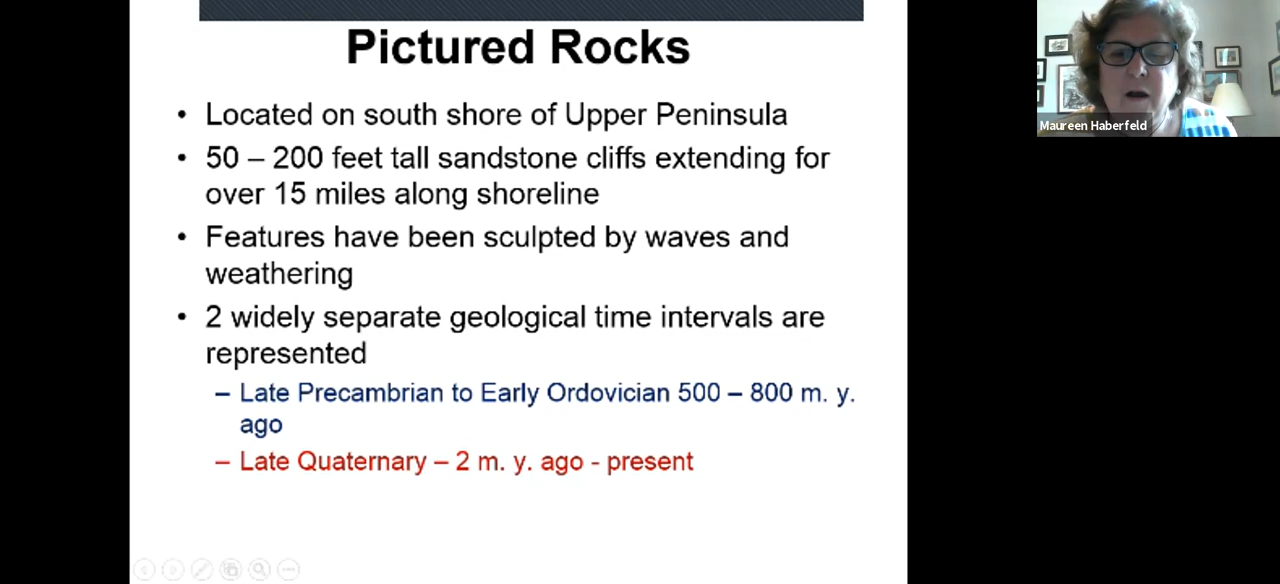 Pictured Rocks
• Located on south shore of Upper Peninsula
• 50 – 200 feet tall sandstone cliffs extending for
over 15 miles along shoreline
• Features have been sculpted by waves and
weathering
• 2 widely separate geological time intervals are
represented
– Late Precambrian to Early Ordovician 500 – 800 m. y.
ago
– Late Quaternary – 2 m. y. ago - present
Maureen Haberfeld